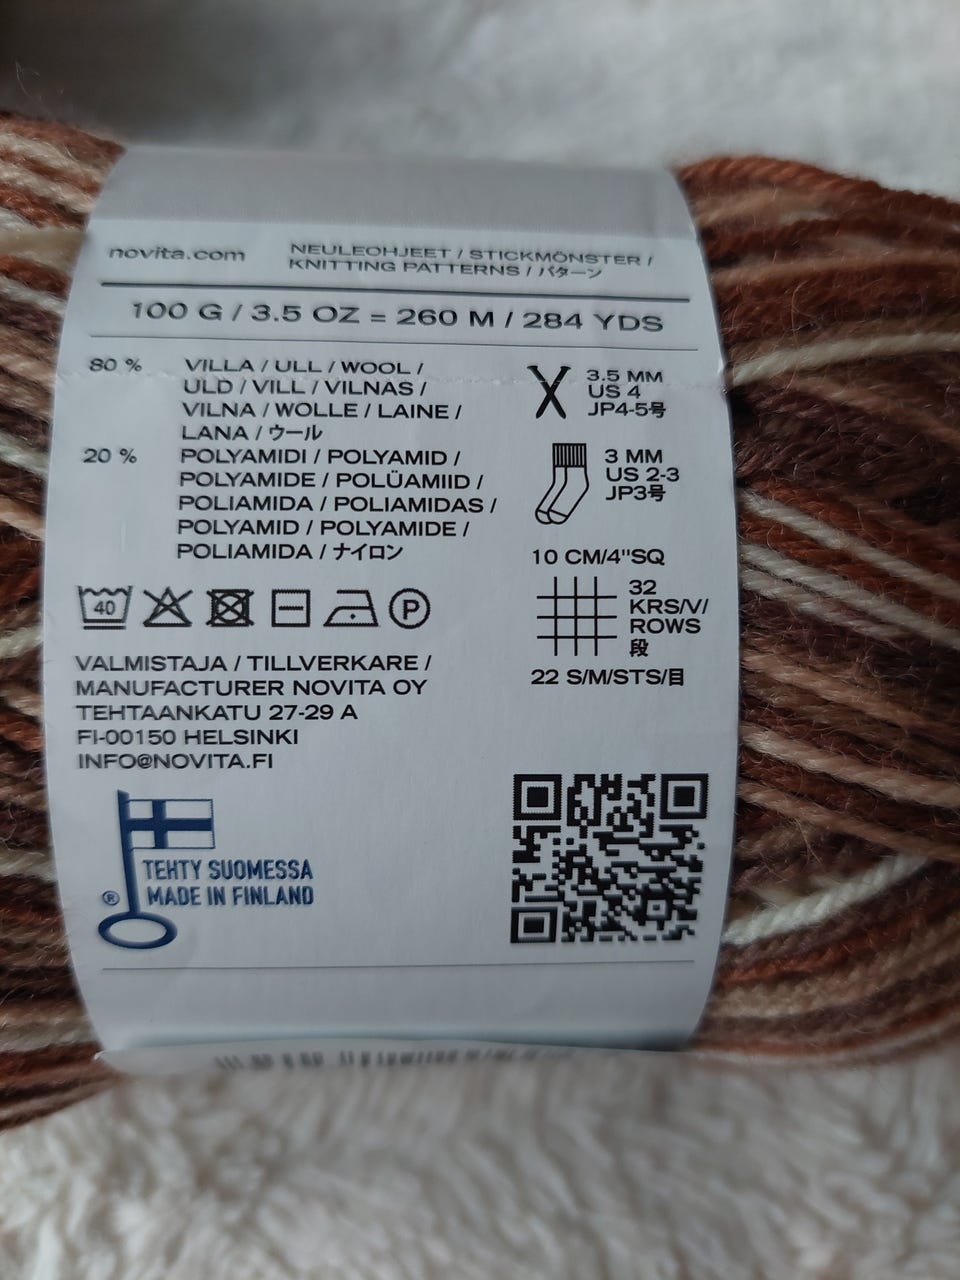 novita.com
NEULEOHJEET / STICKMÖNSTER /
KNITTING PATTERNS / パターン
100 G / 3.5 OZ = 260 M / 284 YDS
80 %
VILLA / ULL / WOOL /
ULD / VILL / VILNAS /
VILNA / WOLLE / LAINE /
LANA / ウール
20 %
POLYAMIDI / POLYAMID /
POLYAMIDE / POLÜAMIID /
POLIAMIDA / POLIAMIDAS /
POLYAMID / POLYAMIDE /
POLIAMIDA / ナイロン
3.5 MM
US 4
JP4-5号
3 MM
US 2-3
JP3号
10 CM/4"SQ
32
KRS/V/
ROWS
段
22 S/M/STS/目
40
P
VALMISTAJA / TILLVERKARE /
MANUFACTURER NOVITA OY
TEHTAANKATU 27-29 A
FI-00150 HELSINKI
INFO@NOVITA.FI
TEHTY SUOMESSA
® MADE IN FINLAND